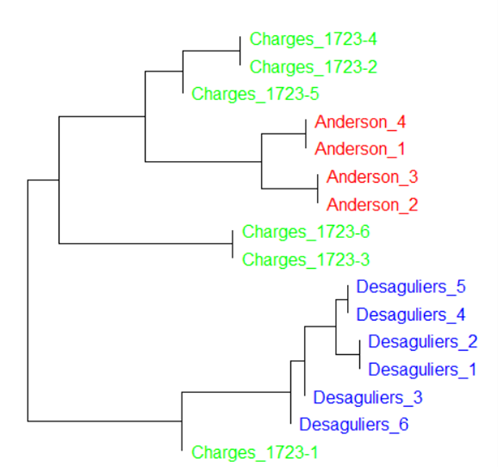 Charges_1723-4
Charges_1723-2
Charges_1723-5
Anderson_4
Anderson_1
Anderson_3
Anderson_2
Charges_1723-6
Charges_1723-3
Desaguliers_5
Desaguliers_4
Desaguliers_2
Desaguliers_1
Desaguliers_3
Desaguliers_6
Charges_1723-1